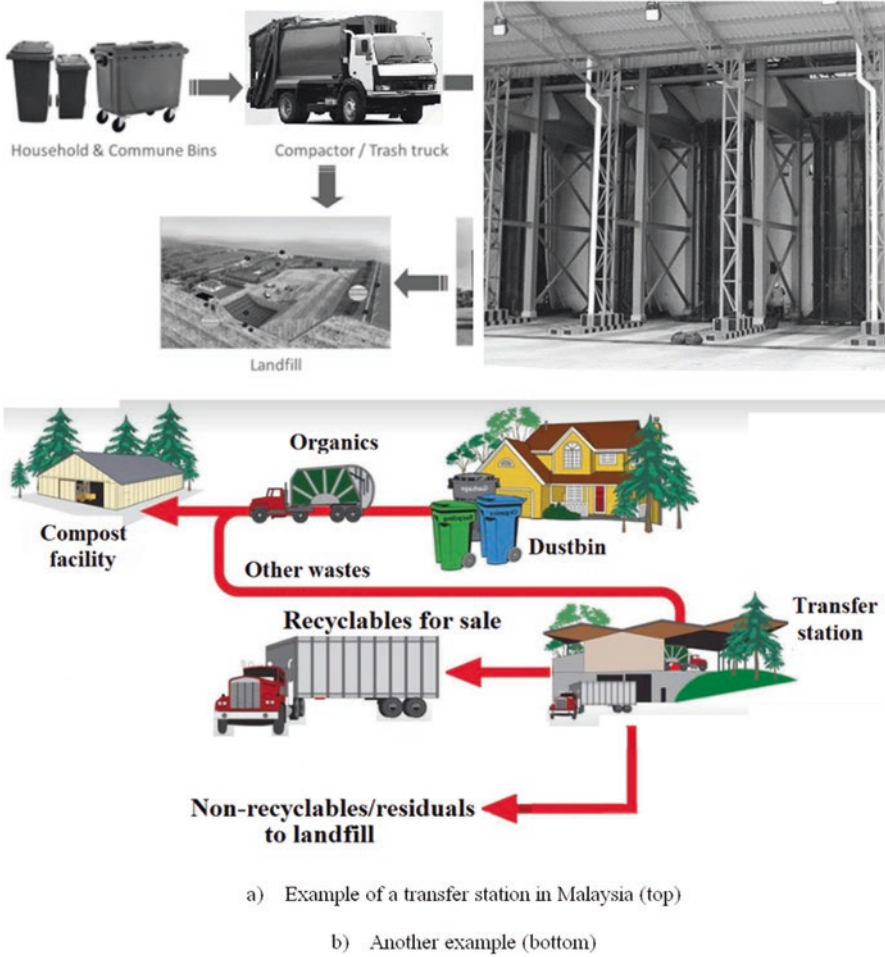 Household & Commune Bins
Compactor / Trash truck
Landfill
Organics
Compost
facility
Dustbin
Other wastes
Transfer
station
Recyclables for sale
Non-recyclables/residuals
to landfill
a) Example of a transfer station in Malaysia (top)
b) Another example (bottom)